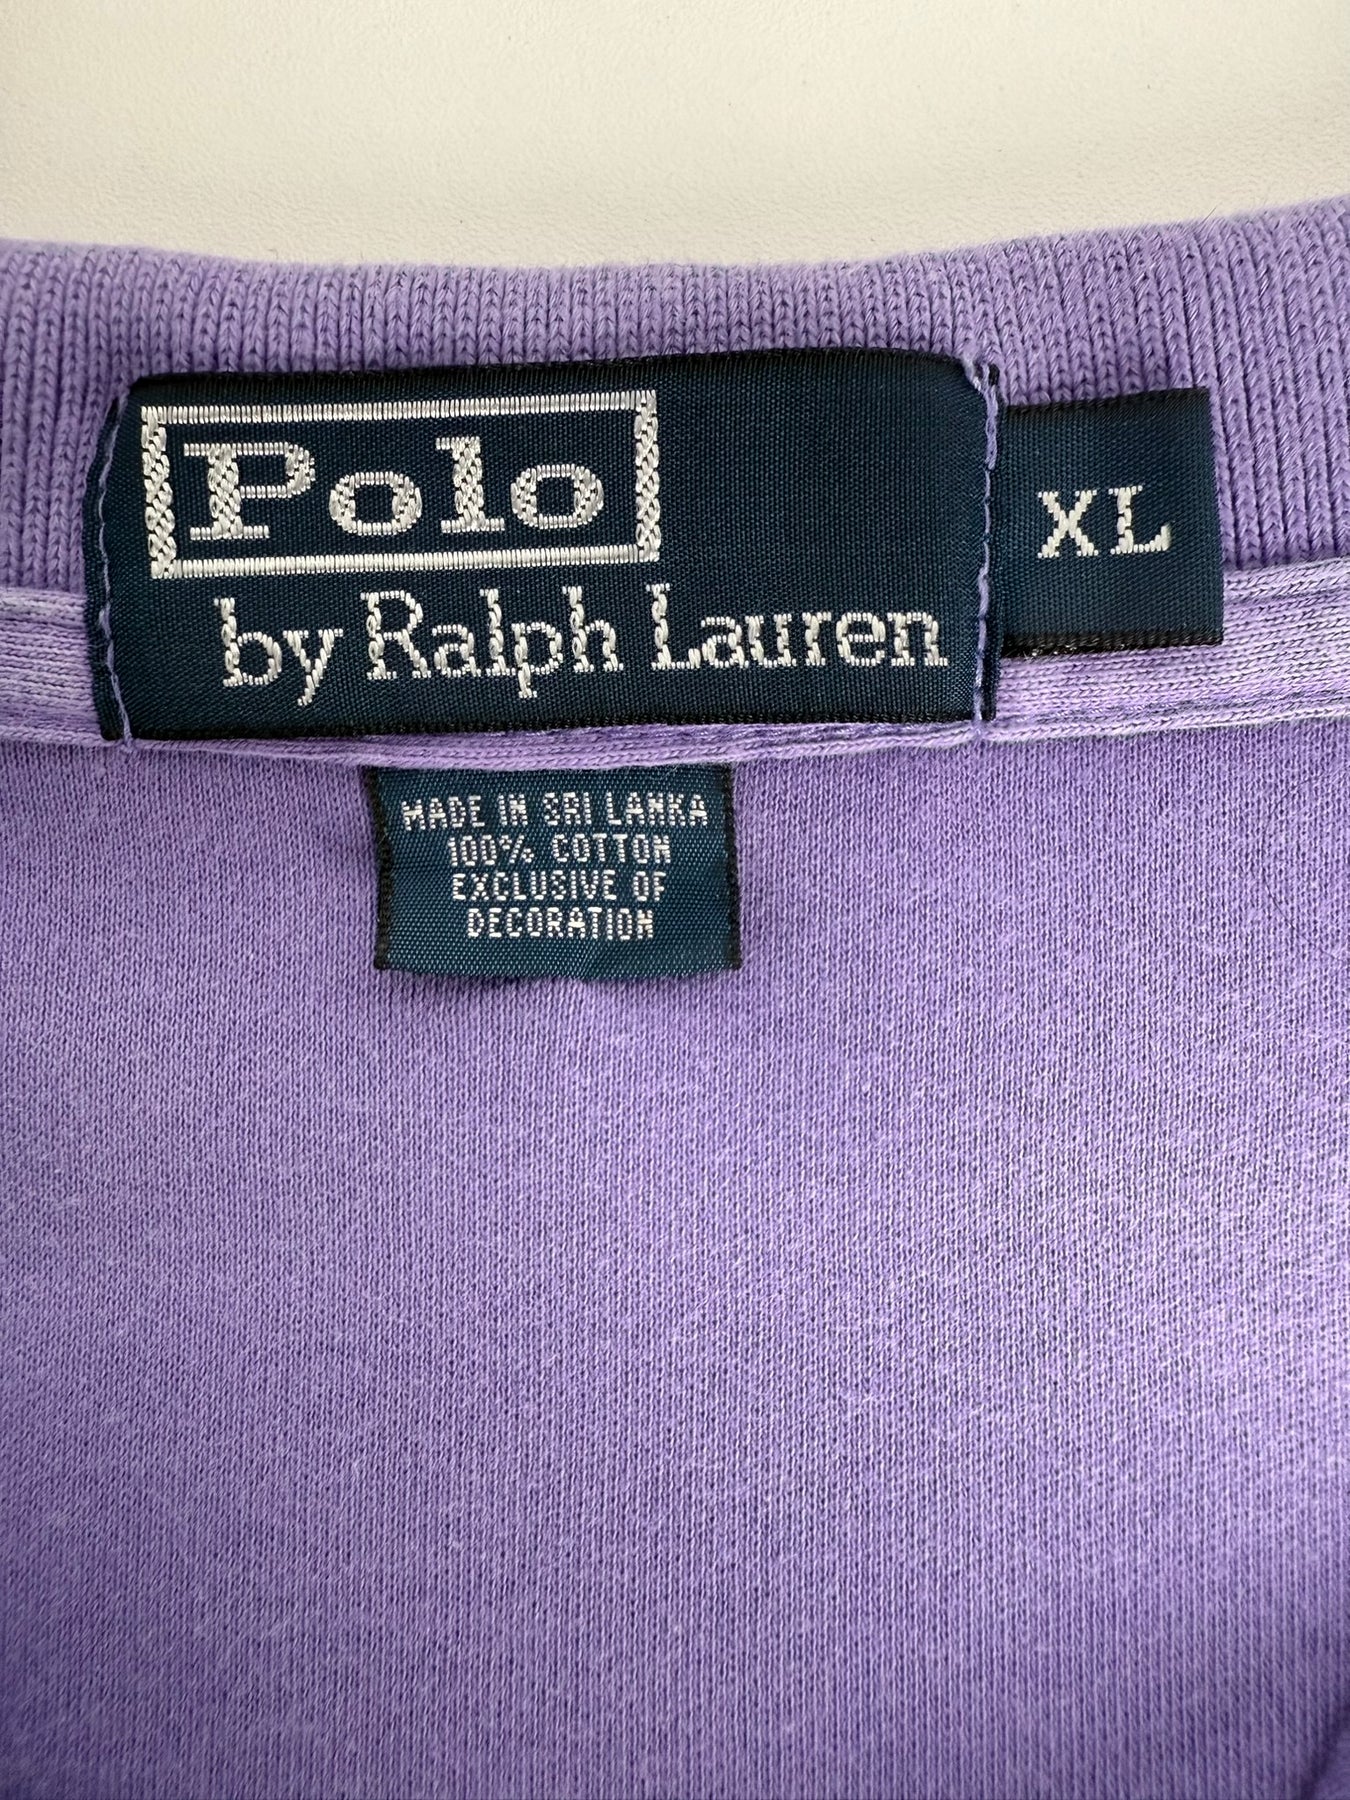 Polo
by Ralph Lauren
XL
MADE IN SRI LANKA
100% COTTON
EXCLUSIVE OF
DECORATION